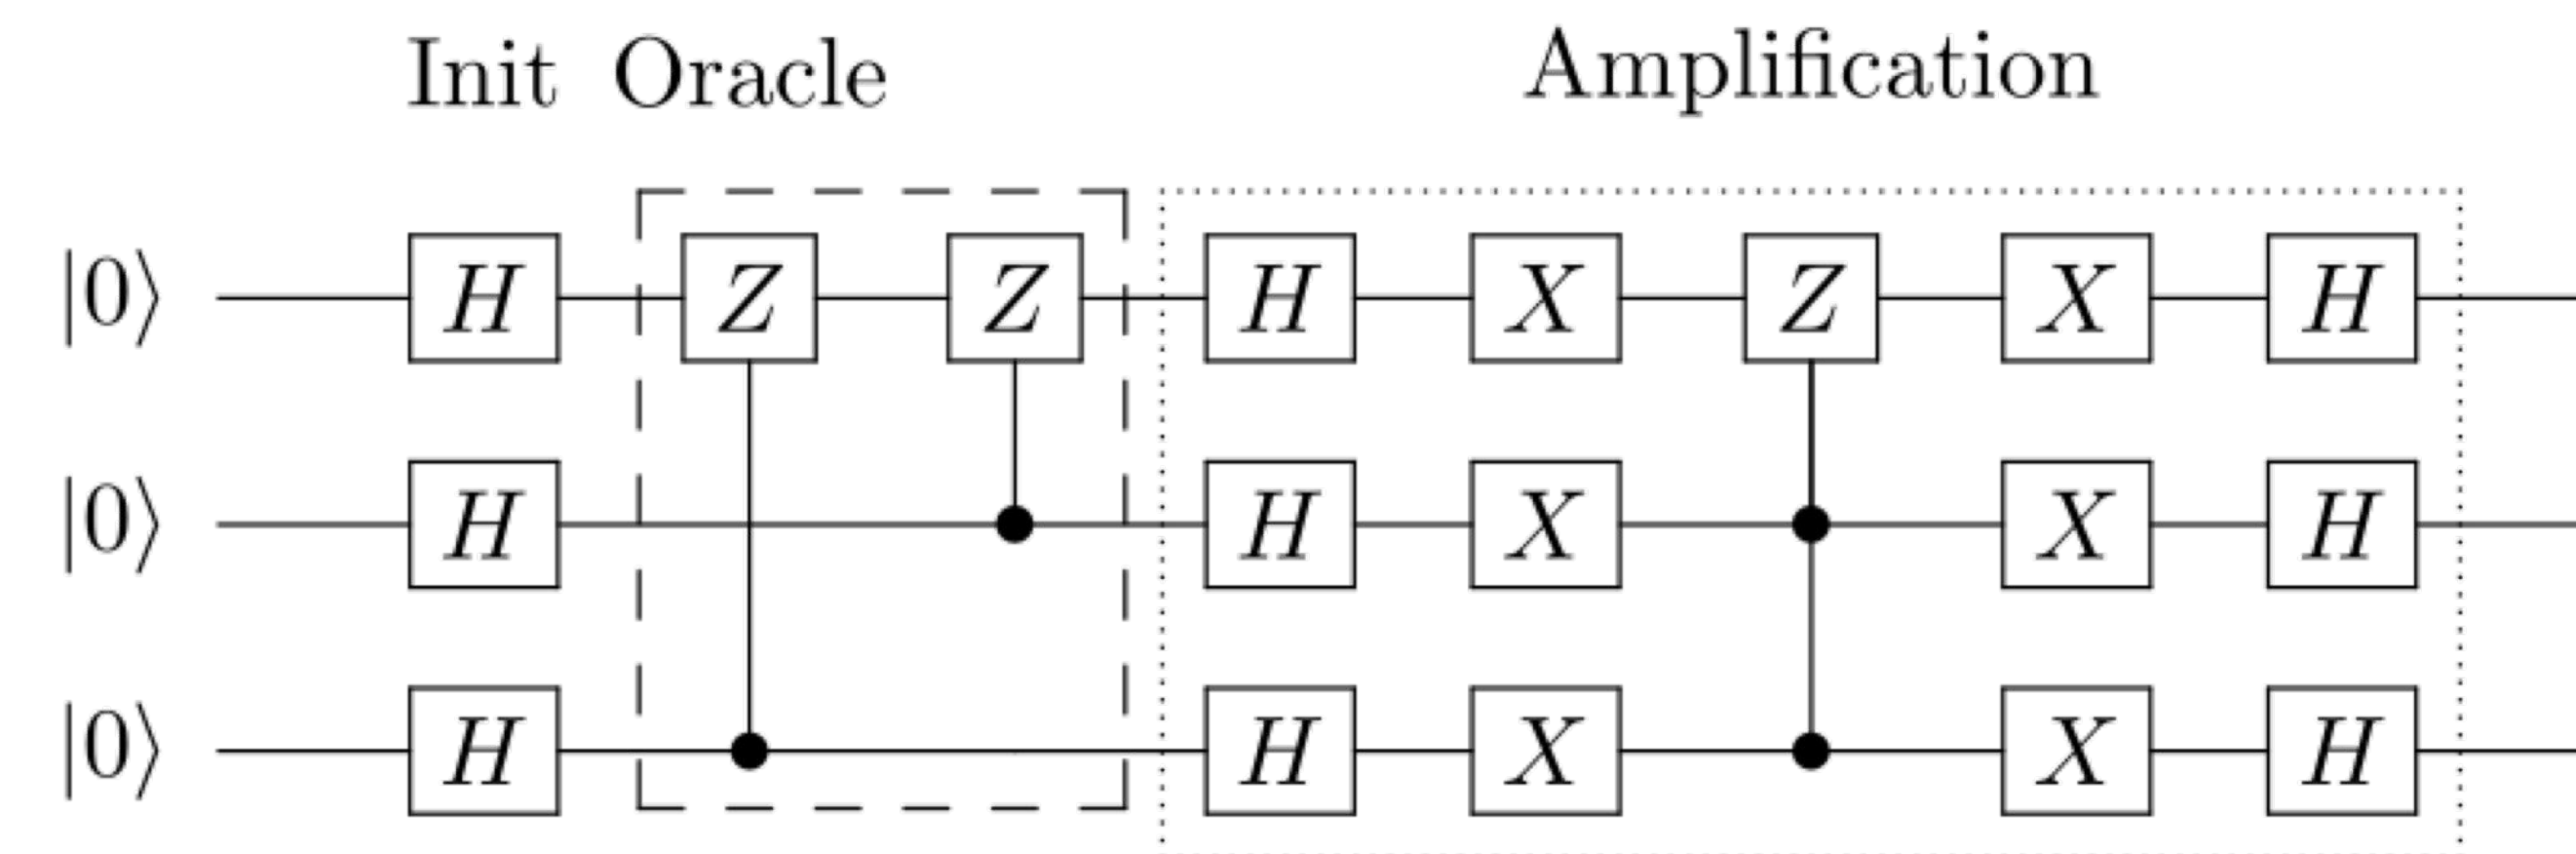 Init Oracle Amplification
|0⟩ H Z Z H X Z X H
|0⟩ H H X X H
|0⟩ H H X X H